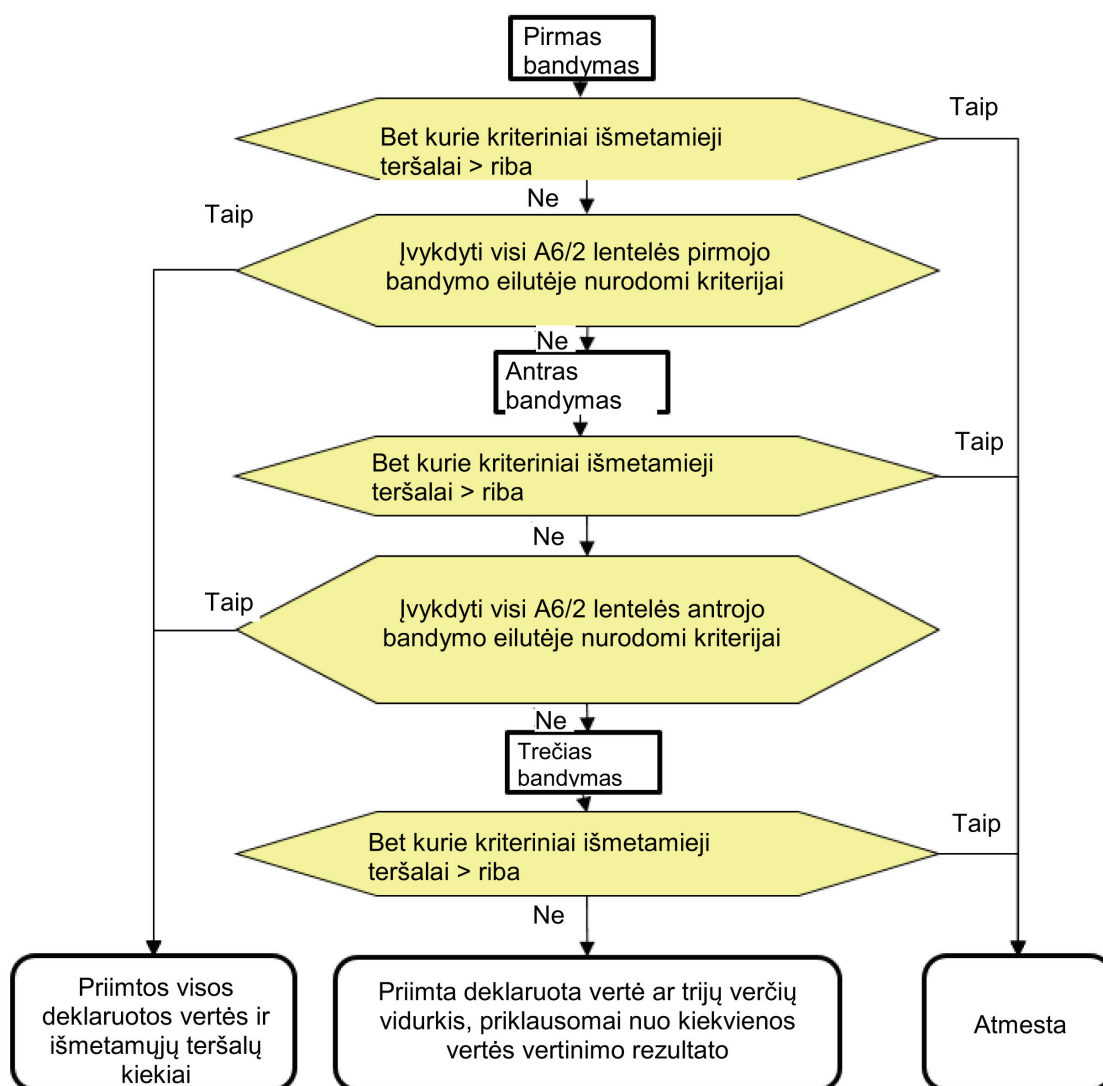 Pirmas
bandymas
Taip
Bet kurie kriteriniai išmetamieji
teršalai > riba
Ne
Taip
Įvykdyti visi A6/2 lentelės pirmojo
bandymo eilutėje nurodomi kriterijai
Ne
Antras
bandymas
Taip
Bet kurie kriteriniai išmetamieji
teršalai > riba
Ne
Taip
Įvykdyti visi A6/2 lentelės antrojo
bandymo eilutėje nurodomi kriterijai
Ne
Trečias
bandymas
Taip
Bet kurie kriteriniai išmetamieji
teršalai > riba
Ne
Priimtos visos
deklaruotos vertės ir
išmetamųjų teršalų
kiekiai
Priimta deklaruota vertė ar trijų verčių
vidurkis, priklausomai nuo kiekvienos
vertės vertinimo rezultato
Atmesta